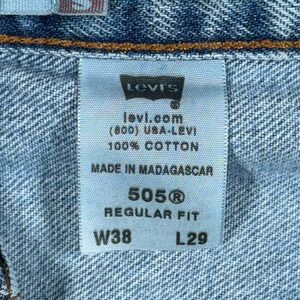 Levi's
®
levi.com
(800) USA-LEVI
100% COTTON
MADE IN MADAGASCAR
505®
REGULAR FIT
W38 L29